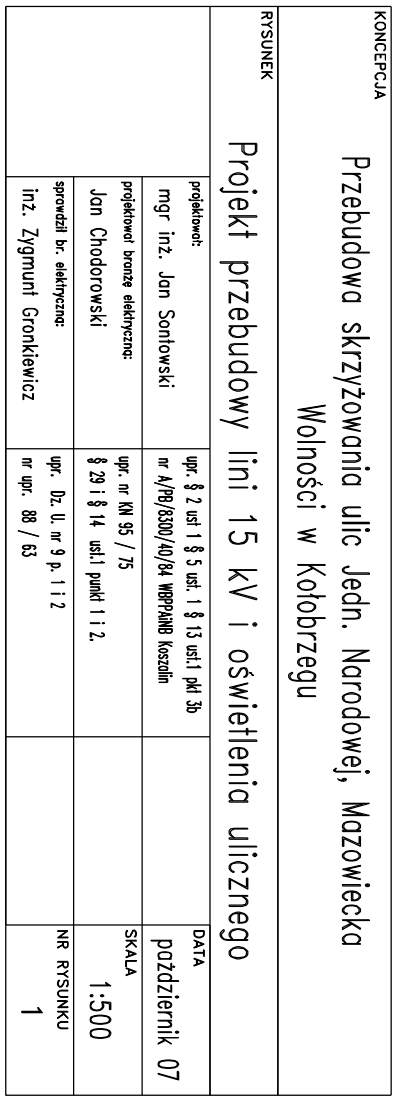 KONCEPCJA
Przebudowa skrzyżowania ulic Jedn. Narodowej, Mazowiecka
Wolności w Kołobrzegu
RYSUNEK
Projekt przebudowy lini 15 kV i oświetlenia ulicznego
projektował:
mgr inż. Jan Sontowski
upr. § 2 ust 1 § 5 ust. 1 § 13 ust.1 pkt 3b
nr A/PB/8300/40/84 WBPPAiNB Koszalin
DATA
październik 07
projektował branżę elektryczną:
Jan Chodorowski
upr. nr KN 95 / 75
§ 29 i § 14 ust.1 punkt 1 i 2.
SKALA
1:500
sprawdził br. elektryczną:
inż. Zygmunt Gronkiewicz
upr. Dz. U. nr 9 p. 1 i 2
nr upr. 88 / 63
NR RYSUNKU
1